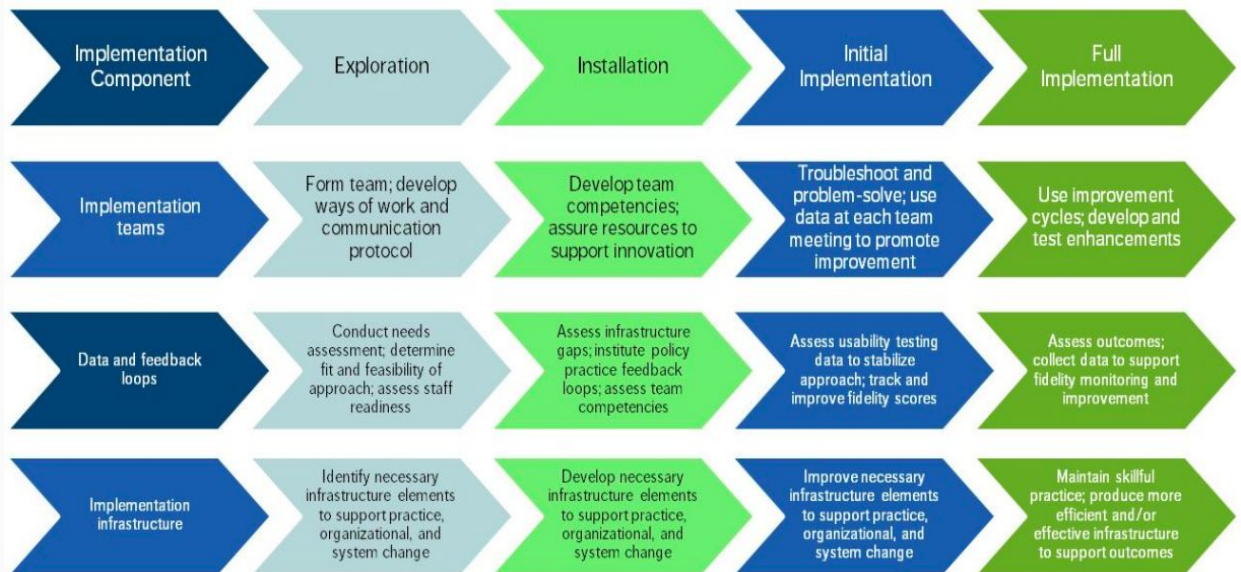 Implementation
Component
Exploration
Installation
Initial
Implementation
Full
Implementation
Implementation
teams
Form team; develop
ways of work and
communication
protocol
Develop team
competencies;
assure resources to
support innovation
Troubleshoot and
problem-solve; use
data at each team
meeting to promote
improvement
Use improvement
cycles; develop and
test enhancements
Data and feedback
loops
Conduct needs
assessment; determine
fit and feasibility of
approach; assess staff
readiness
Assess infrastructure
gaps; institute policy
practice feedback
loops; assess team
competencies
Assess usability testing
data to stabilize
approach; track and
improve fidelity scores
Assess outcomes;
collect data to support
fidelity monitoring and
improvement
Implementation
infrastructure
Identify necessary
infrastructure elements
to support practice,
organizational, and
system change
Develop necessary
infrastructure elements
to support practice,
organizational, and
system change
Improve necessary
infrastructure elements
to support practice,
organizational, and
system change
Maintain skillful
practice; produce more
efficient and/or
effective infrastructure
to support outcomes